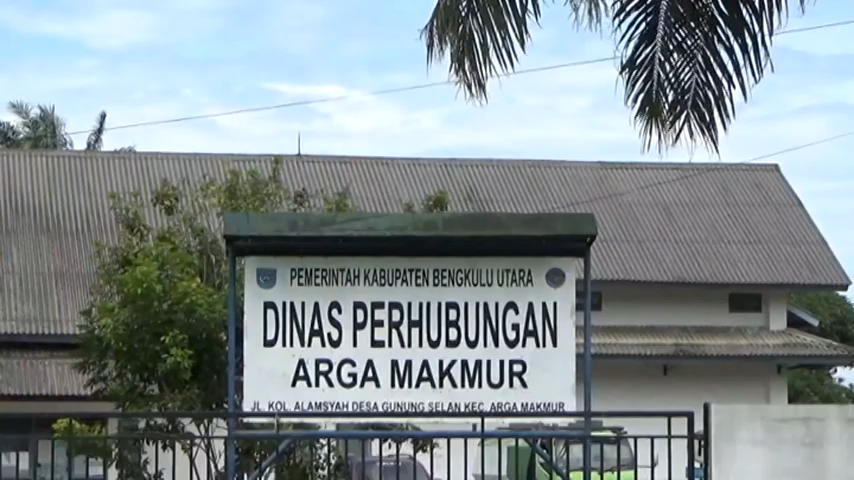 PEMERINTAH KABUPATEN BENGKULU UTARA
DINAS PERHUBUNGAN
ARGA MAKMUR
JL. KOL. ALAMSYAH DESA GUNUNG SELAN KEC. ARGA MAKMUR